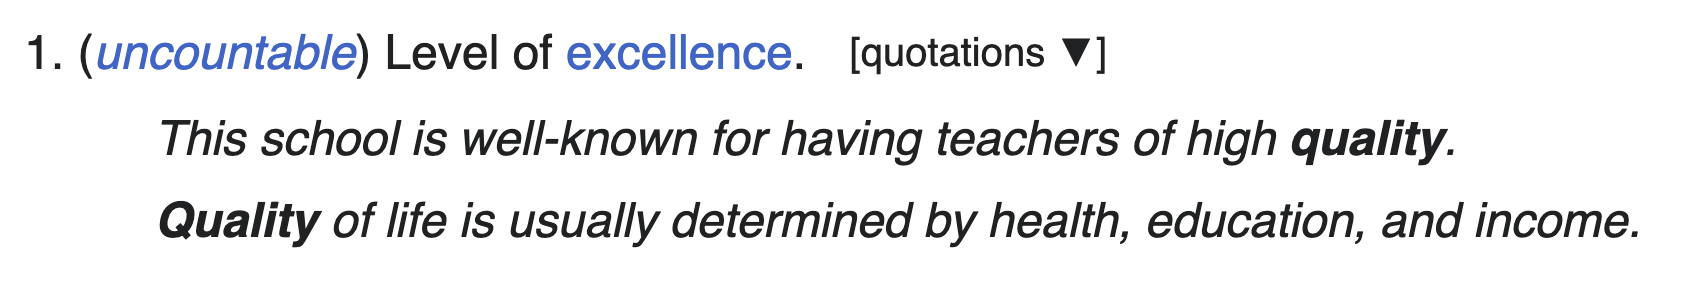 1. (uncountable) Level of excellence. [quotations ▼]
This school is well-known for having teachers of high quality.
Quality of life is usually determined by health, education, and income.